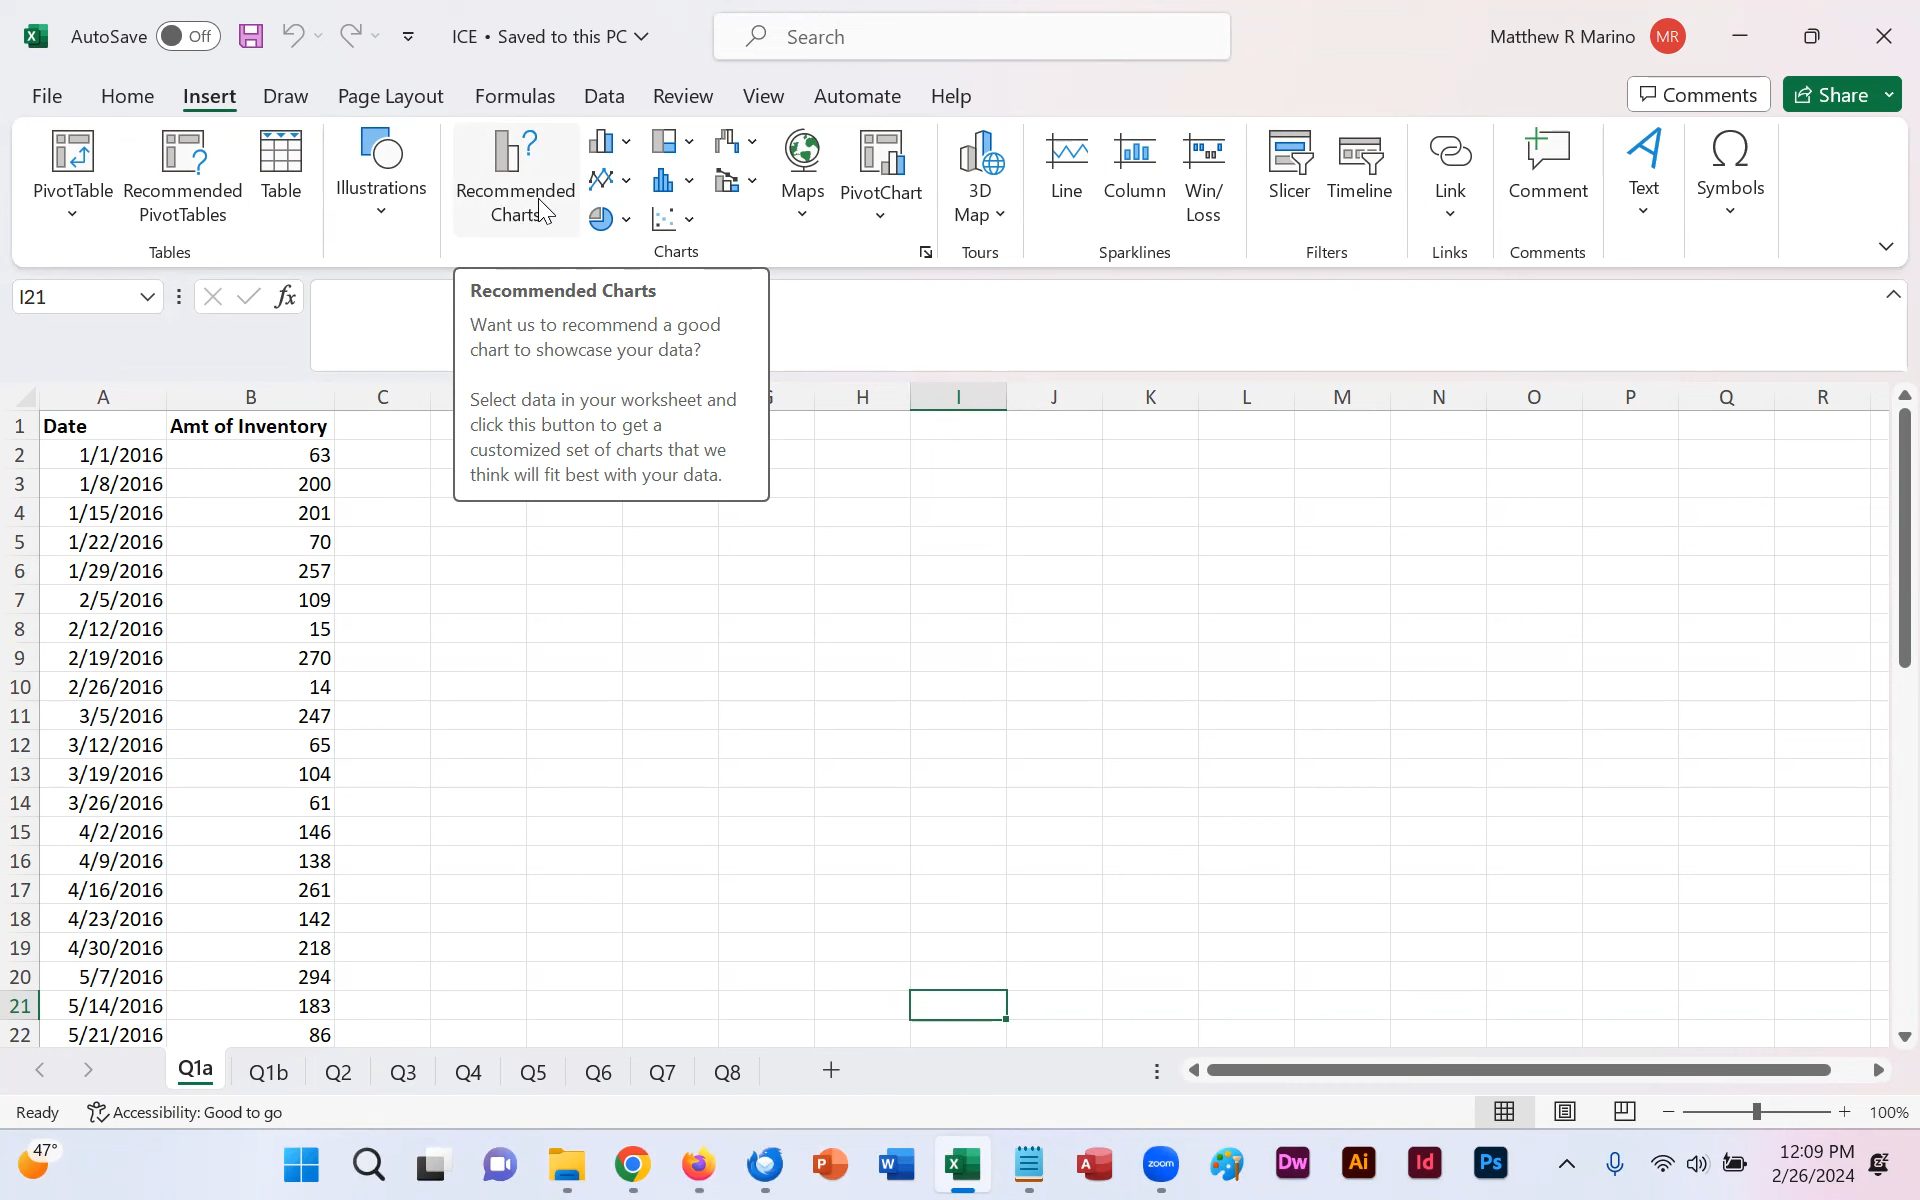 AutoSave Off ICE • Saved to this PC Search Matthew R Marino MR
File Home Insert Draw Page Layout Formulas Data Review View Automate Help Comments Share
PivotTable Recommended PivotTables Table Illustrations Recommended Charts Maps PivotChart 3D Map Line Column Win/Loss Slicer Timeline Link Comment Text Symbols
Tables Charts Tours Sparklines Filters Links Comments
I21 fx
Recommended Charts
Want us to recommend a good
chart to showcase your data?
Select data in your worksheet and
click this button to get a
customized set of charts that we
think will fit best with your data.
A B C H I J K L M N O P Q R
1 Date Amt of Inventory
2 1/1/2016 63
3 1/8/2016 200
4 1/15/2016 201
5 1/22/2016 70
6 1/29/2016 257
7 2/5/2016 109
8 2/12/2016 15
9 2/19/2016 270
10 2/26/2016 14
11 3/5/2016 247
12 3/12/2016 65
13 3/19/2016 104
14 3/26/2016 61
15 4/2/2016 146
16 4/9/2016 138
17 4/16/2016 261
18 4/23/2016 142
19 4/30/2016 218
20 5/7/2016 294
21 5/14/2016 183
22 5/21/2016 86
Q1a Q1b Q2 Q3 Q4 Q5 Q6 Q7 Q8
Ready Accessibility: Good to go 100%
47° P W X A zoom Dw Ai Id Ps 12:09 PM
2/26/2024